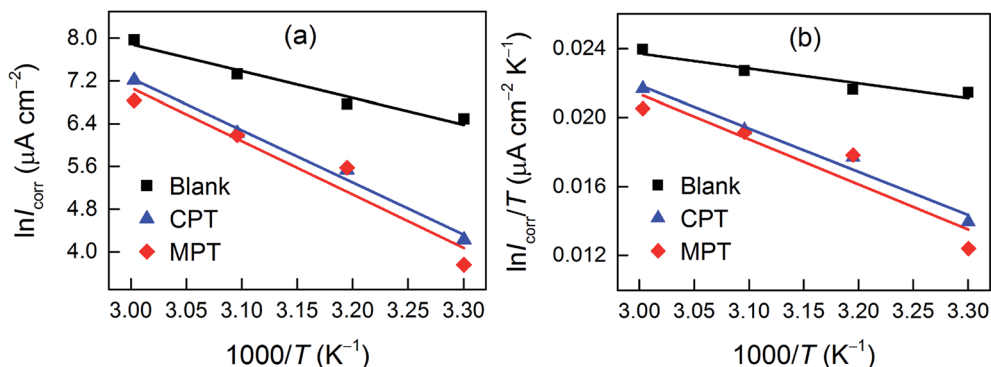 (a)
8.0
7.2
6.4
5.6
4.8
4.0
lnIcorr (μA cm⁻²)
Blank
CPT
MPT
3.00 3.05 3.10 3.15 3.20 3.25 3.30
1000/T (K⁻¹)
(b)
0.024
0.020
0.016
0.012
lnIcorr/T (μA cm⁻² K⁻¹)
Blank
CPT
MPT
3.00 3.05 3.10 3.15 3.20 3.25 3.30
1000/T (K⁻¹)